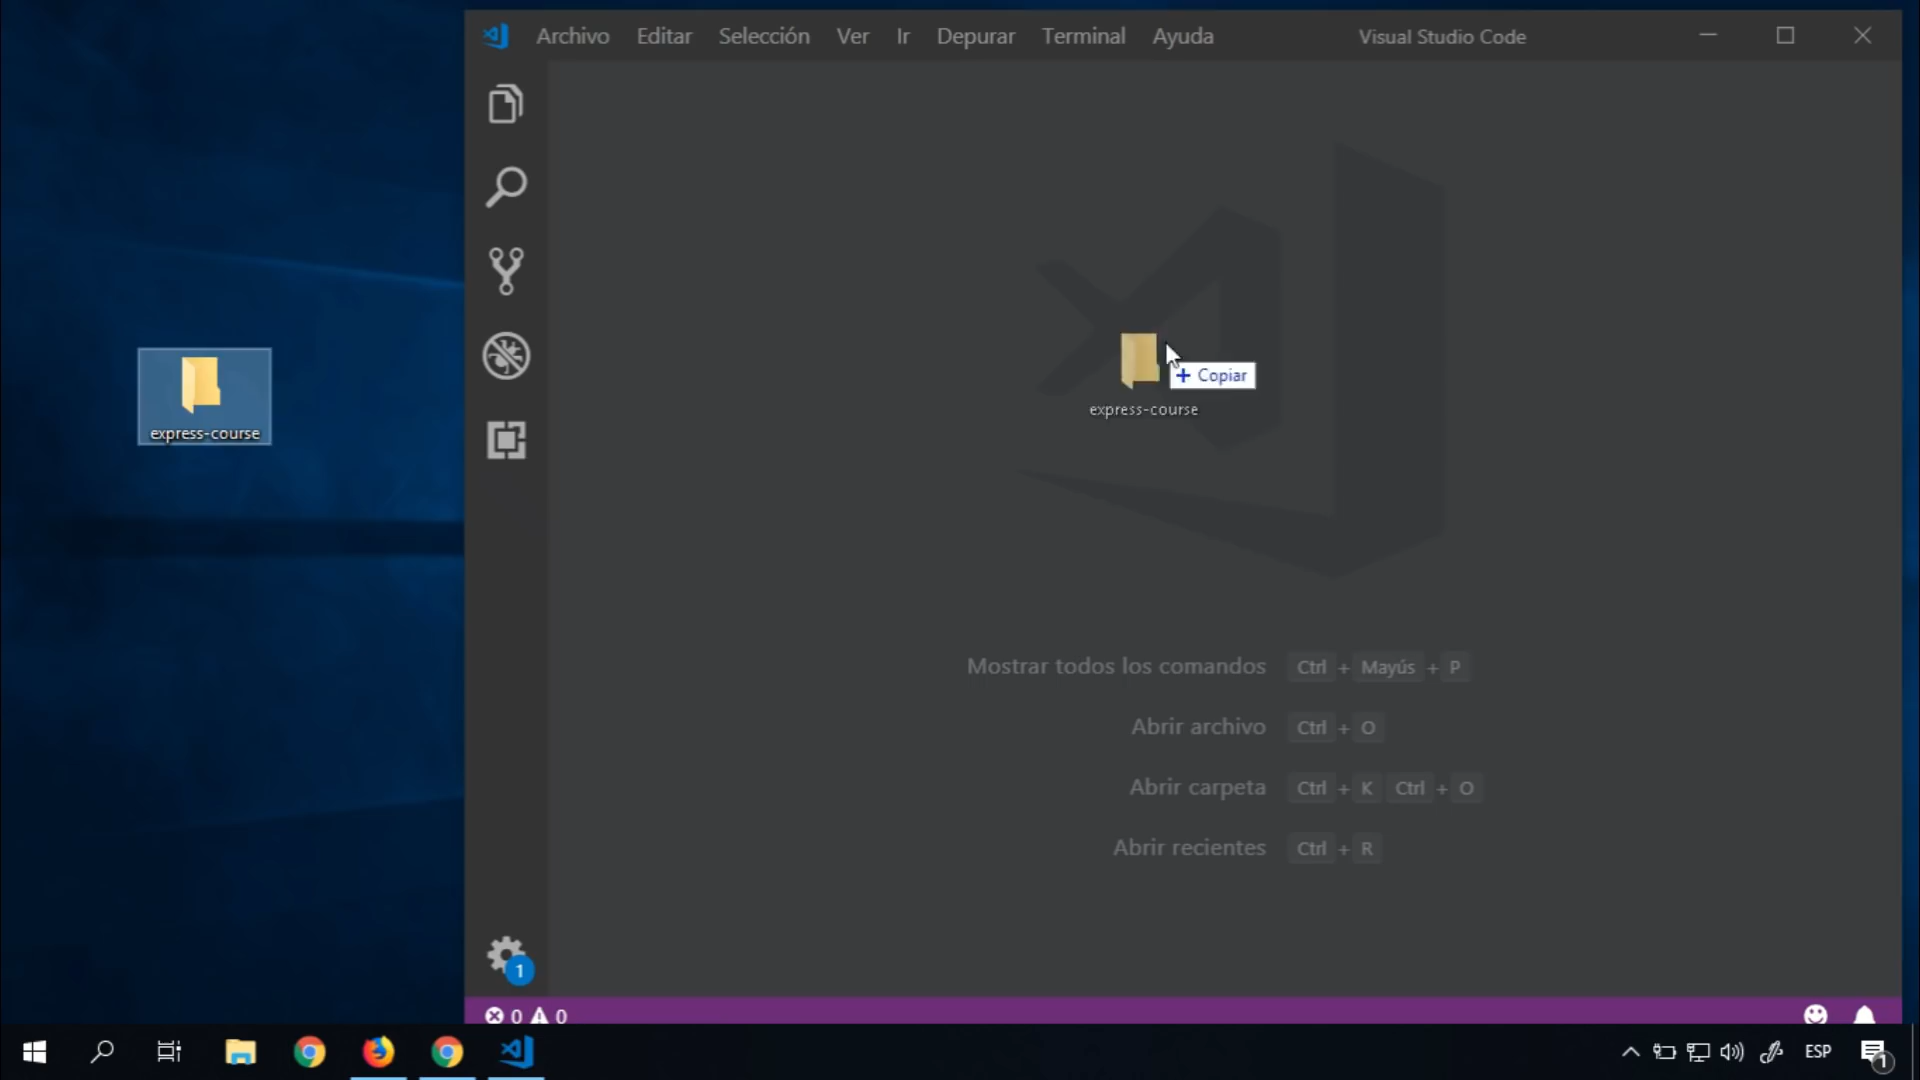 Archivo Editar Selección Ver Ir Depurar Terminal Ayuda Visual Studio Code
express-course
+ Copiar
express-course
Mostrar todos los comandos Ctrl + Mayús + P
Abrir archivo Ctrl + O
Abrir carpeta Ctrl + K Ctrl + O
Abrir recientes Ctrl + R
1
0 0
ESP
1